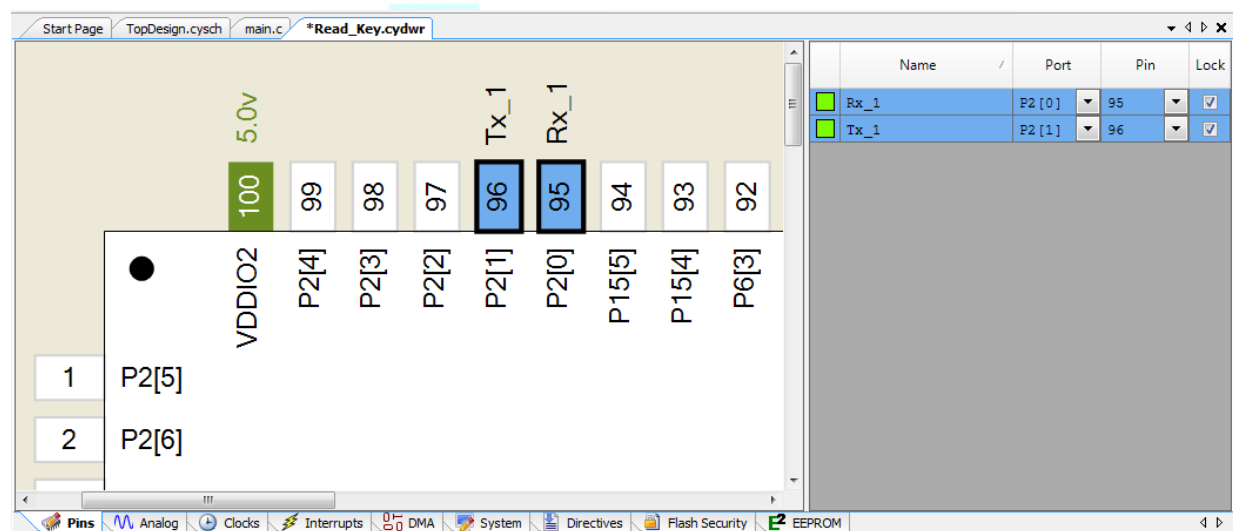 Start Page TopDesign.cysch main.c *Read_Key.cydwr
Name Port Pin Lock
Rx_1 P2[0] 95
Tx_1 P2[1] 96
5.0v Tx_1 Rx_1
100 99 98 97 96 95 94 93 92
VDDIO2 P2[4] P2[3] P2[2] P2[1] P2[0] P15[5] P15[4] P6[3]
1 P2[5]
2 P2[6]
Pins Analog Clocks Interrupts DMA System Directives Flash Security EEPROM